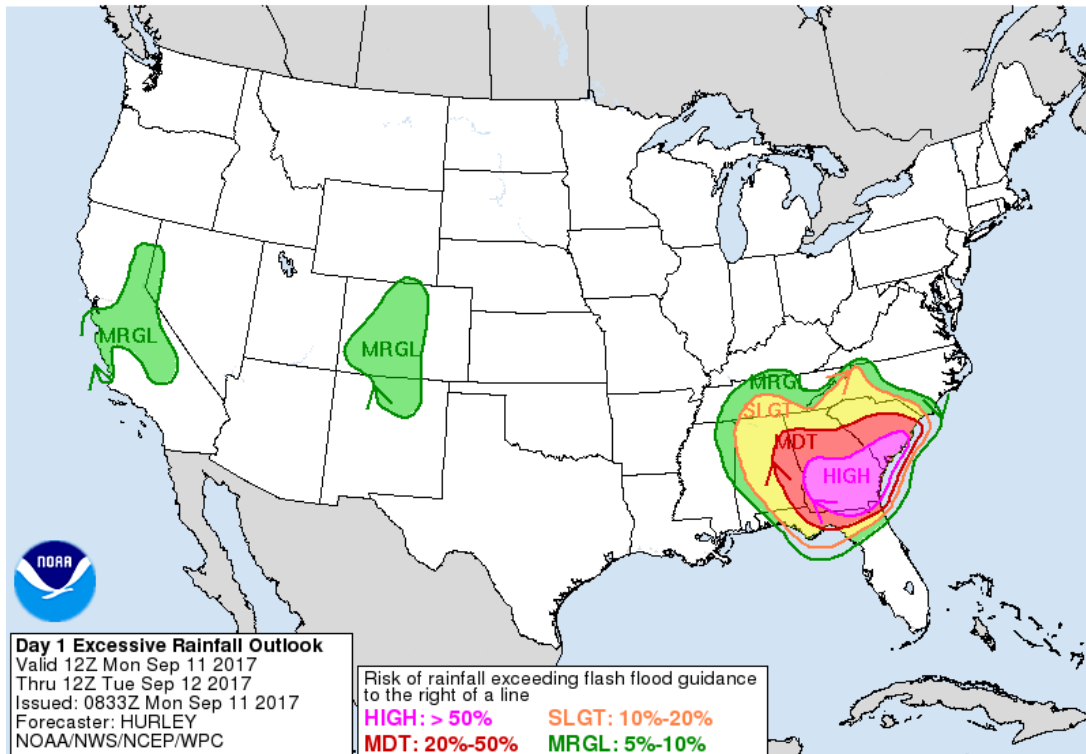 MRGL
MRGL
MRGL
SLGT
MDT
HIGH
NOAA
Day 1 Excessive Rainfall Outlook
Valid 12Z Mon Sep 11 2017
Thru 12Z Tue Sep 12 2017
Issued: 0833Z Mon Sep 11 2017
Forecaster: HURLEY
NOAA/NWS/NCEP/WPC
Risk of rainfall exceeding flash flood guidance
to the right of a line
HIGH: > 50% SLGT: 10%-20%
MDT: 20%-50% MRGL: 5%-10%